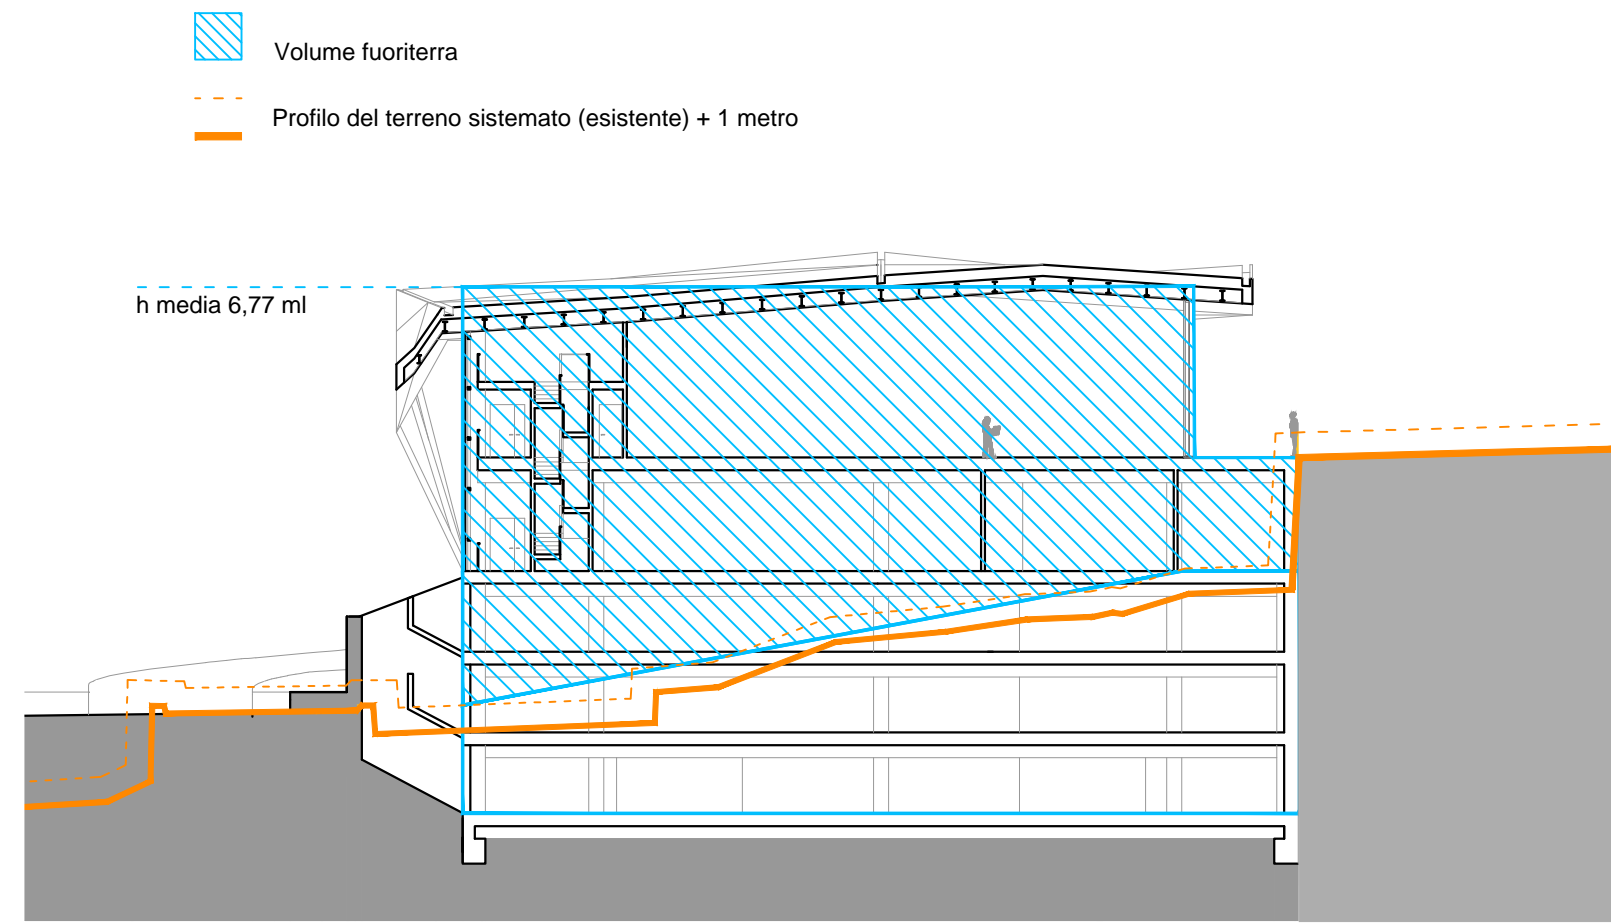 Volume fuoriterra
Profilo del terreno sistemato (esistente) + 1 metro
h media 6,77 ml